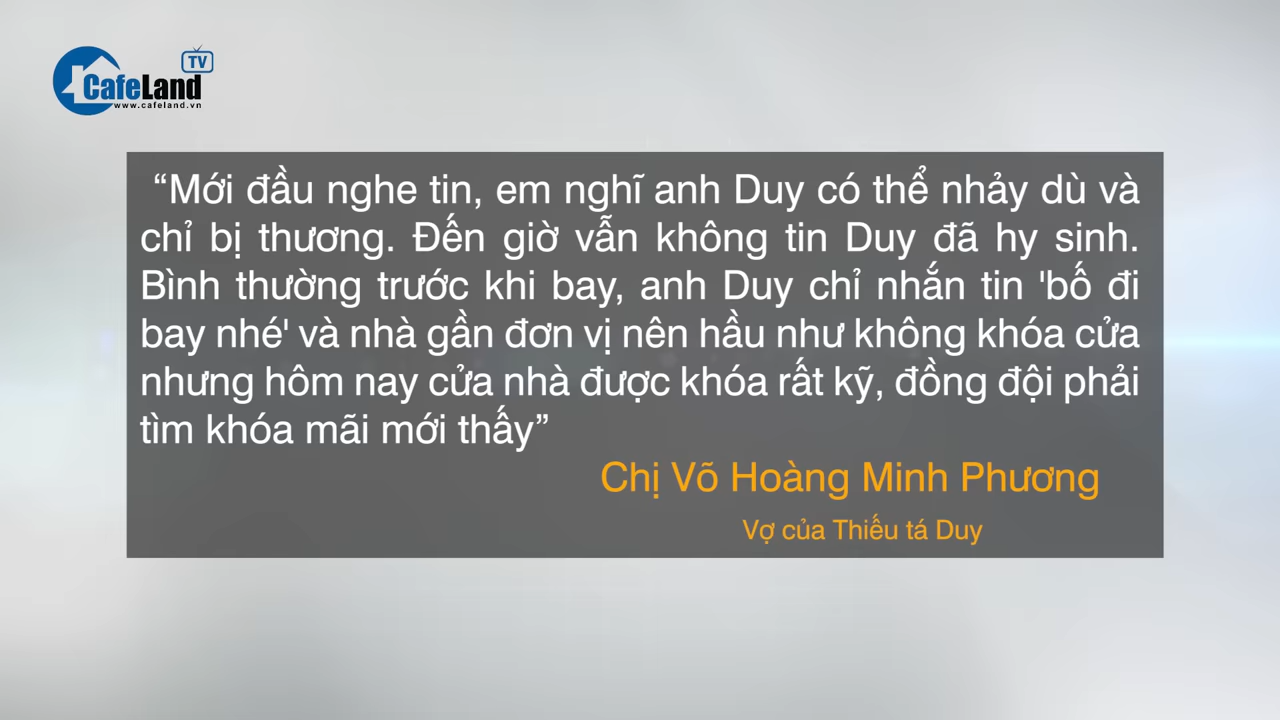 TV
CafeLand
www.cafeland.vn
“Mới đầu nghe tin, em nghĩ anh Duy có thể nhảy dù và
chỉ bị thương. Đến giờ vẫn không tin Duy đã hy sinh.
Bình thường trước khi bay, anh Duy chỉ nhắn tin 'bố đi
bay nhé' và nhà gần đơn vị nên hầu như không khóa cửa
nhưng hôm nay cửa nhà được khóa rất kỹ, đồng đội phải
tìm khóa mãi mới thấy”
Chị Võ Hoàng Minh Phương
Vợ của Thiếu tá Duy